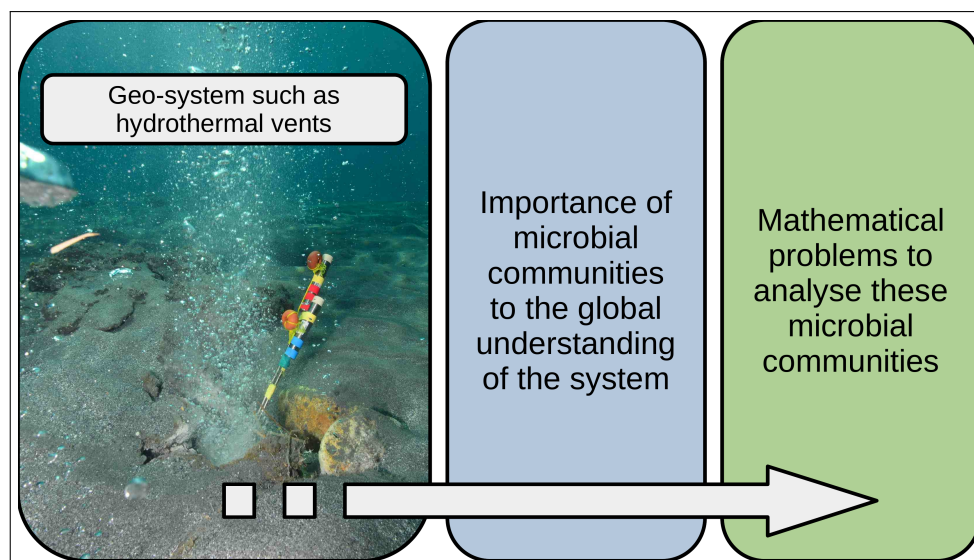 Geo-system such as
hydrothermal vents
Importance of
microbial
communities
to the global
understanding
of the system
Mathematical
problems to
analyse these
microbial
communities